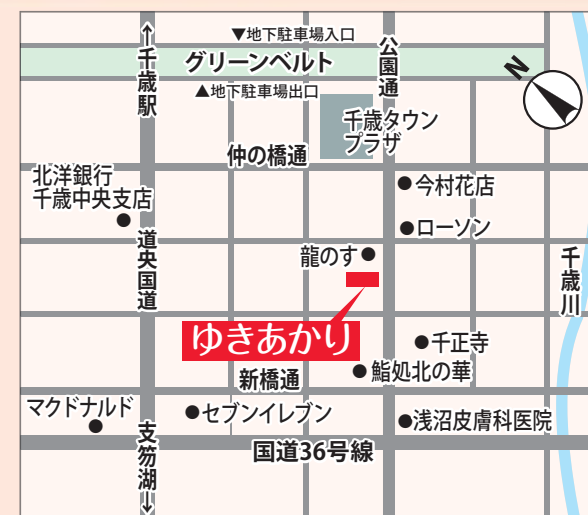 ▼地下駐車場入口
↑千歳駅
グリーンベルト
公園通
N
▲地下駐車場出口
千歳タウン
プラザ
仲の橋通
北洋銀行
千歳中央支店
今村花店
ローソン
道央国道
龍のす
千歳川
ゆきあかり
千正寺
鮨処北の華
新橋通
マクドナルド
セブンイレブン
浅沼皮膚科医院
支笏湖↓
国道36号線